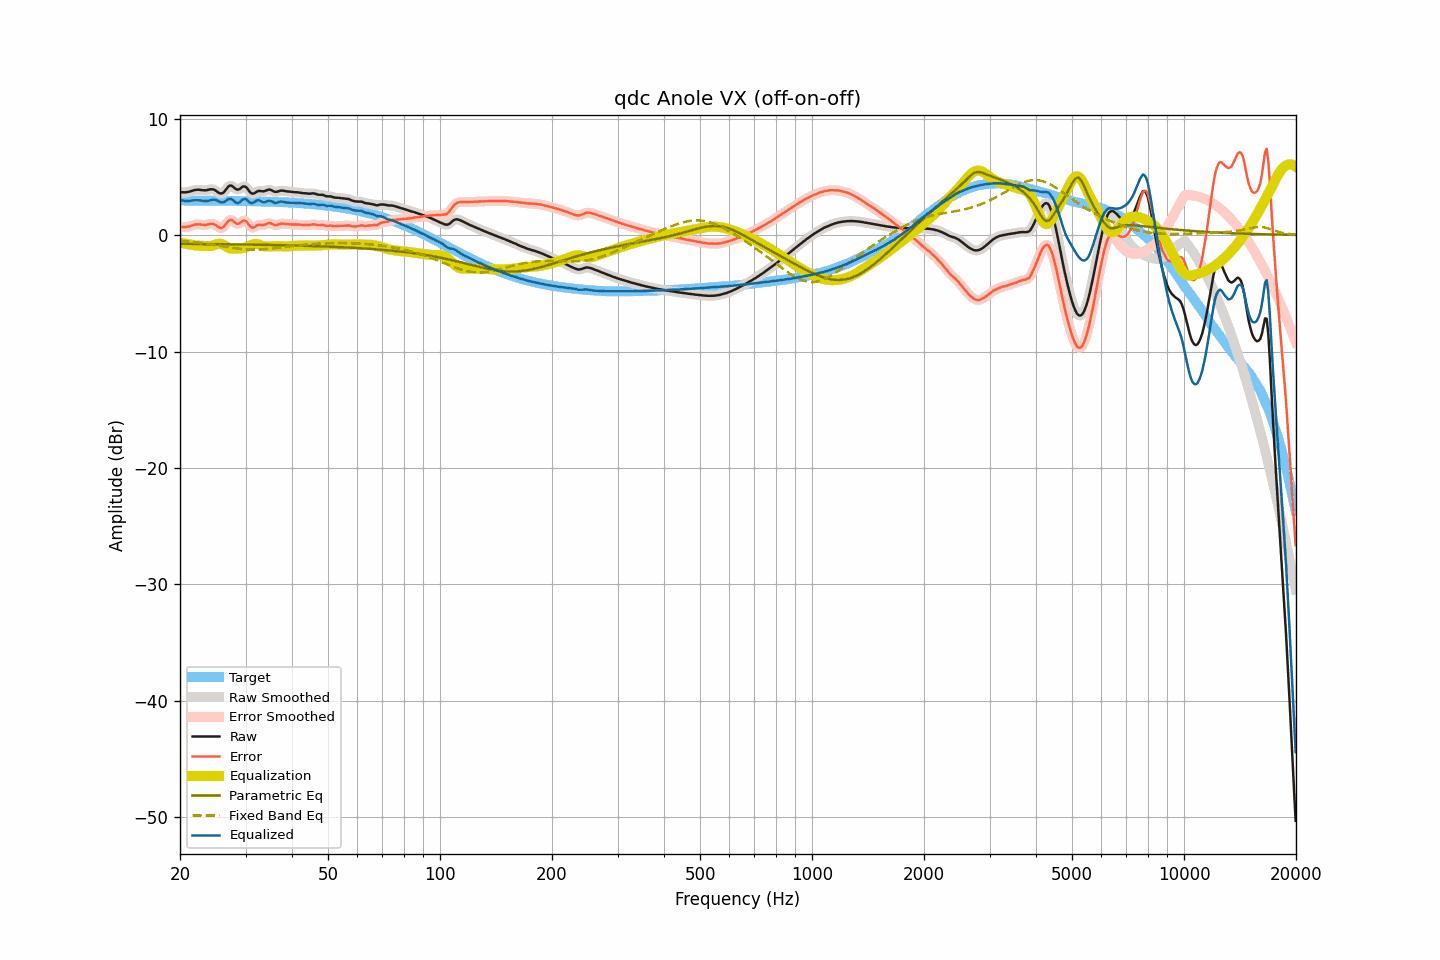 qdc Anole VX (off-on-off)
10
0
−10
−20
−30
−40
−50
Amplitude (dBr)
Target
Raw Smoothed
Error Smoothed
Raw
Error
Equalization
Parametric Eq
Fixed Band Eq
Equalized
20 50 100 200 500 1000 2000 5000 10000 20000
Frequency (Hz)